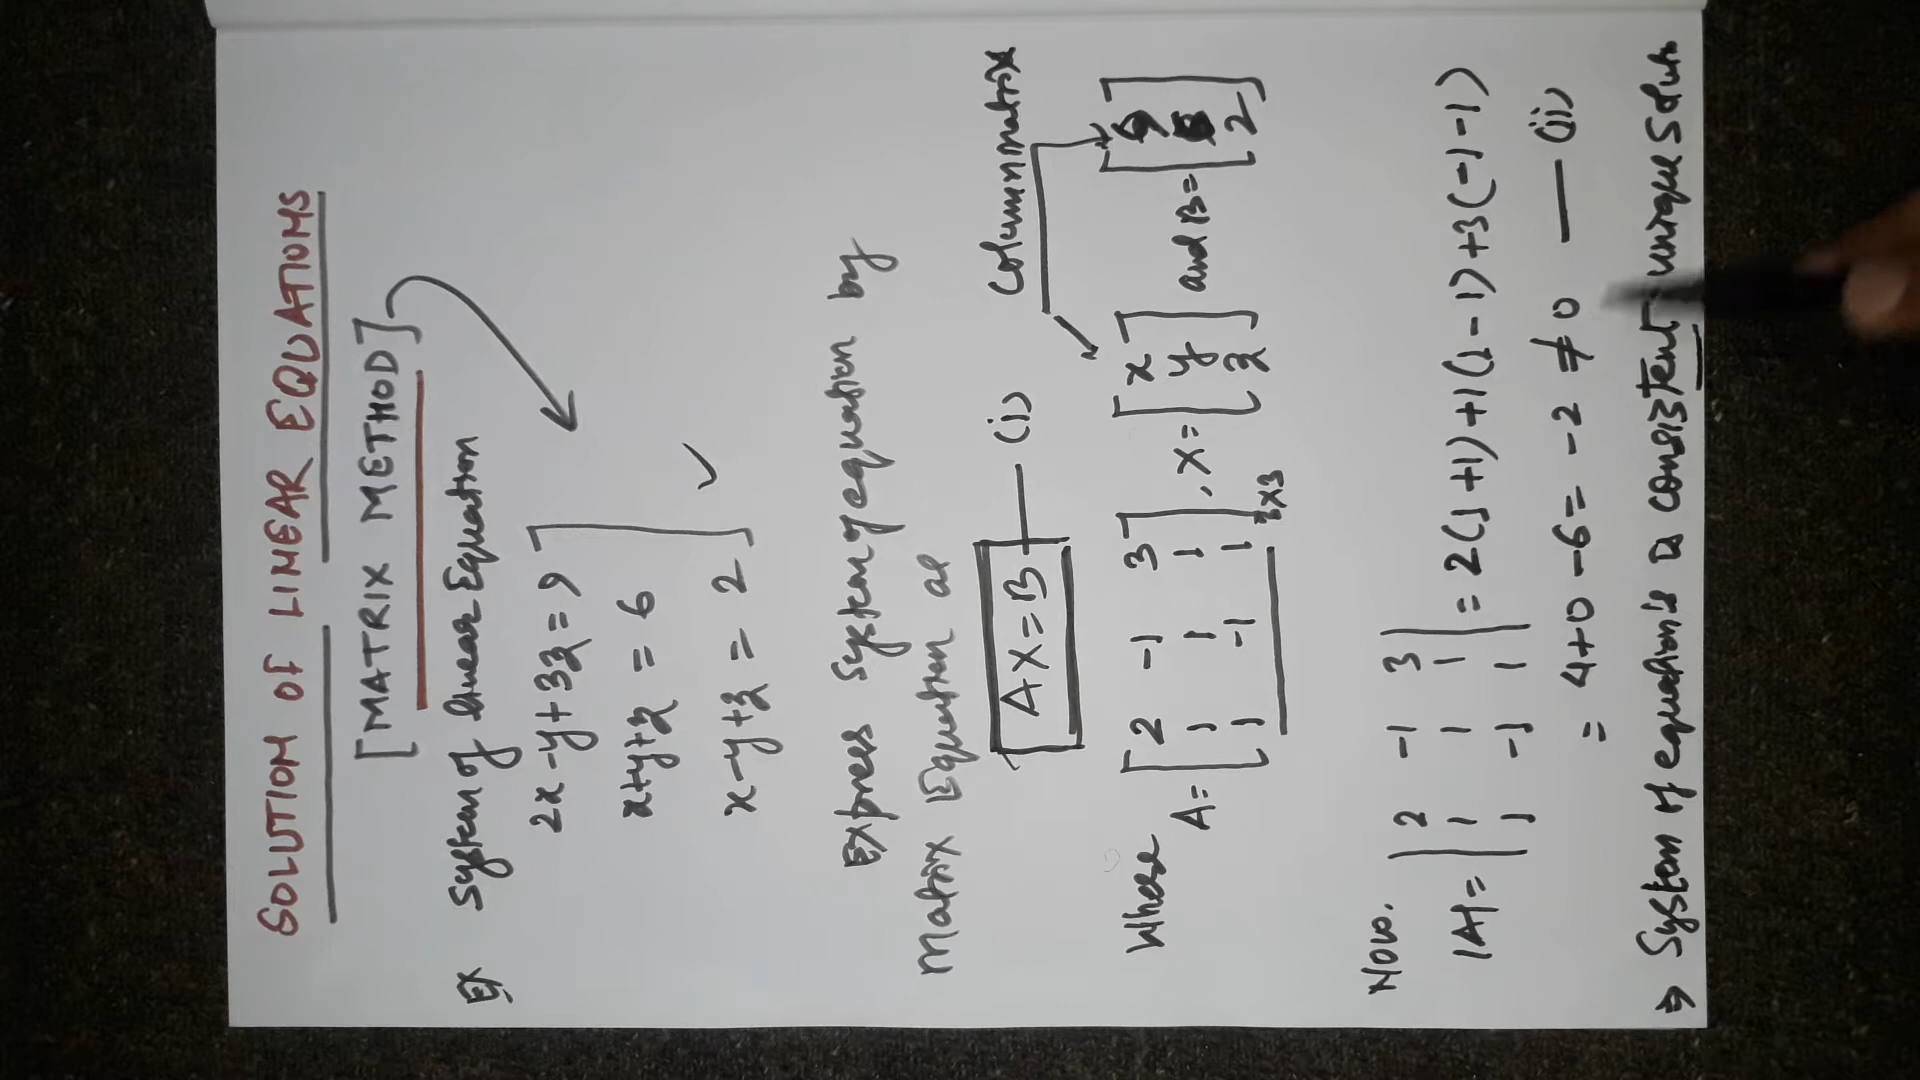 SOLUTION OF LINEAR EQUATIONS
[MATRIX METHOD]
Ex System of linear Equation
2x - y + 3z = 9
x + y + z = 6
x - y + z = 2
Express System of equation by
Matrix Equation as
AX = B — (i)
Column matrix
Where
A = [2 -1 3
1 1 1
1 -1 1]3x3, X = [x
y
z] and B = [9
6
2]
Now.
|A| = |2 -1 3
1 1 1
1 -1 1| = 2(1+1)+1(1-1)+3(-1-1)
= 4+0-6 = -2 ≠ 0 — (ii)
⇒ System of equation is a consistent unique Solun